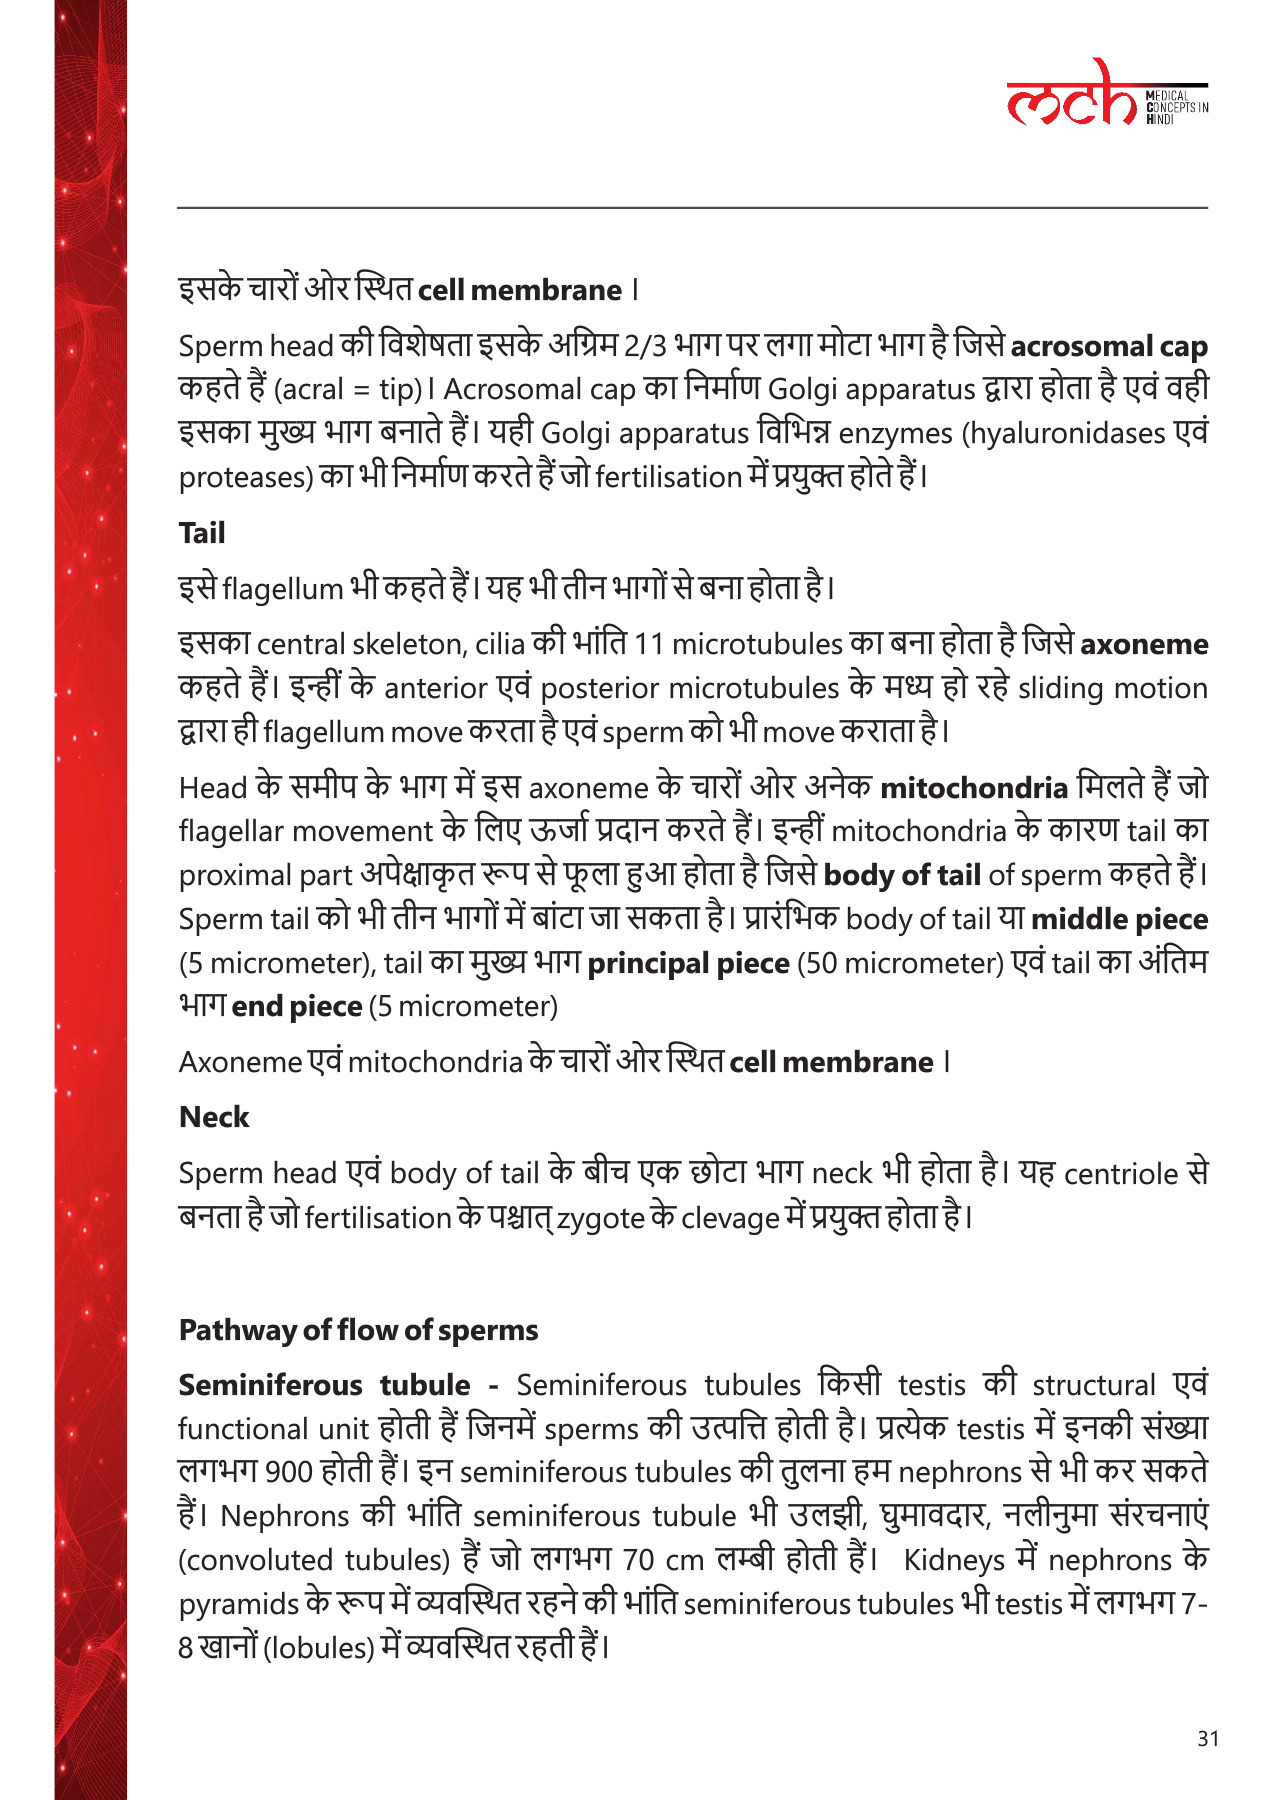 mch MEDICAL
CONCEPTS IN
HINDI
इसके चारों ओर स्थित cell membrane ।
Sperm head की विशेषता इसके अग्रिम 2/3 भाग पर लगा मोटा भाग है जिसे acrosomal cap
कहते हैं (acral = tip)। Acrosomal cap का निर्माण Golgi apparatus द्वारा होता है एवं वही
इसका मुख्य भाग बनाते हैं। यही Golgi apparatus विभिन्न enzymes (hyaluronidases एवं
proteases) का भी निर्माण करते हैं जो fertilisation में प्रयुक्त होते हैं।
Tail
इसे flagellum भी कहते हैं। यह भी तीन भागों से बना होता है।
इसका central skeleton, cilia की भांति 11 microtubules का बना होता है जिसे axoneme
कहते हैं। इन्हीं के anterior एवं posterior microtubules के मध्य हो रहे sliding motion
द्वारा ही flagellum move करता है एवं sperm को भी move कराता है।
Head के समीप के भाग में इस axoneme के चारों ओर अनेक mitochondria मिलते हैं जो
flagellar movement के लिए ऊर्जा प्रदान करते हैं। इन्हीं mitochondria के कारण tail का
proximal part अपेक्षाकृत रूप से फूला हुआ होता है जिसे body of tail of sperm कहते हैं।
Sperm tail को भी तीन भागों में बांटा जा सकता है। प्रारंभिक body of tail या middle piece
(5 micrometer), tail का मुख्य भाग principal piece (50 micrometer) एवं tail का अंतिम
भाग end piece (5 micrometer)
Axoneme एवं mitochondria के चारों ओर स्थित cell membrane ।
Neck
Sperm head एवं body of tail के बीच एक छोटा भाग neck भी होता है। यह centriole से
बनता है जो fertilisation के पश्चात् zygote के clevage में प्रयुक्त होता है।
Pathway of flow of sperms
Seminiferous tubule - Seminiferous tubules किसी testis की structural एवं
functional unit होती हैं जिनमें sperms की उत्पत्ति होती है। प्रत्येक testis में इनकी संख्या
लगभग 900 होती हैं। इन seminiferous tubules की तुलना हम nephrons से भी कर सकते
हैं। Nephrons की भांति seminiferous tubule भी उलझी, घुमावदार, नलीनुमा संरचनाएं
(convoluted tubules) हैं जो लगभग 70 cm लम्बी होती हैं। Kidneys में nephrons के
pyramids के रूप में व्यवस्थित रहने की भांति seminiferous tubules भी testis में लगभग 7-
8 खानों (lobules) में व्यवस्थित रहती हैं।
31